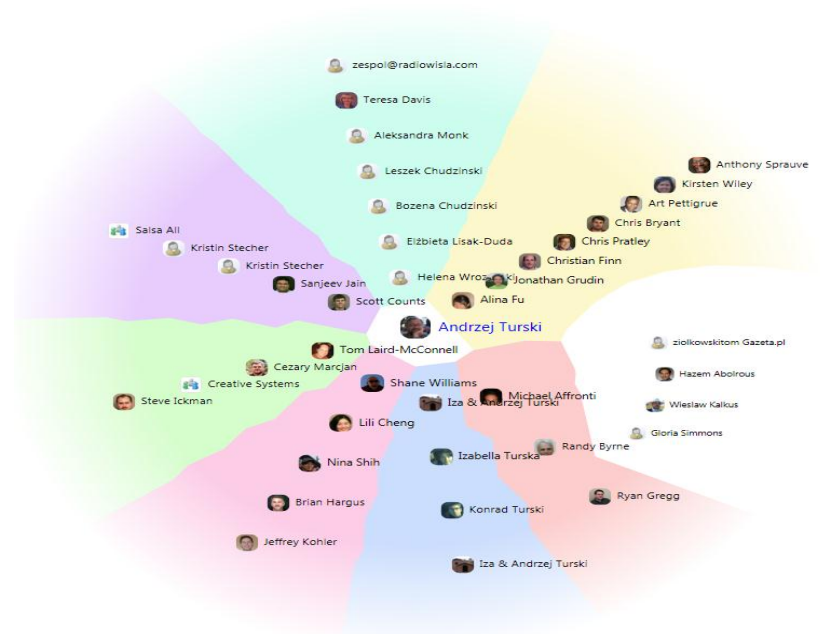 zespol@radiowisla.com
Teresa Davis
Aleksandra Monk
Leszek Chudzinski
Bozena Chudzinski
Elżbieta Lisak-Duda
Helena
Anthony Sprauve
Kirsten Wiley
Art Pettigrue
Chris Bryant
Chris Pratley
Christian Finn
Jonathan Grudin
Alina Fu
Salsa All
Kristin Stecher
Kristin Stecher
Sanjeev Jain
Scott Counts
Andrzej Turski
Tom Laird-McConnell
Cezary Marcjan
Creative Systems
Steve Ickman
ziolkowskitom Gazeta.pl
Hazem Abolrous
Wieslaw Kalkus
Gloria Simmons
Shane Williams
Lili Cheng
Nina Shih
Brian Hargus
Jeffrey Kohler
Iza & Andrzej Turski
Izabella Turska
Konrad Turski
Iza & Andrzej Turski
Michael Affronti
Randy Byrne
Ryan Gregg